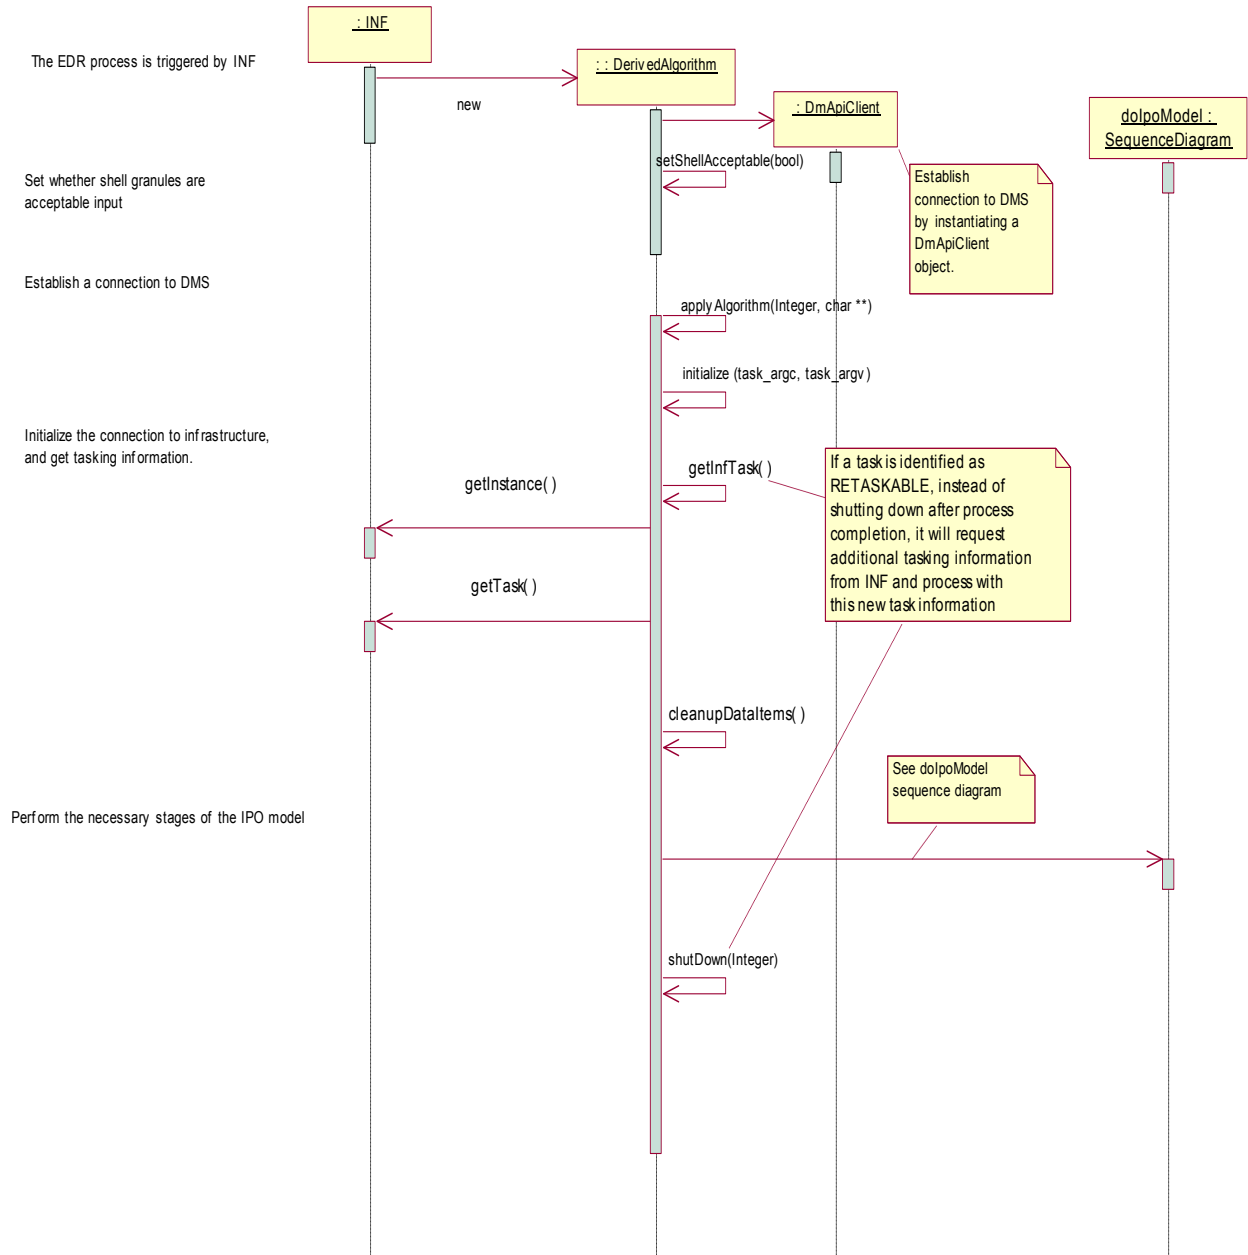 : INF
The EDR process is triggered by INF
: : DerivedAlgorithm
new
: DmApiClient
doIpoModel :
SequenceDiagram
setShellAcceptable(bool)
Set whether shell granules are
acceptable input
Establish
connection to DMS
by instantiating a
DmApiClient
object.
Establish a connection to DMS
applyAlgorithm(Integer, char **)
initialize (task_argc, task_argv)
Initialize the connection to infrastructure,
and get tasking information.
getInfTask( )
getInstance( )
If a task is identified as
RETASKABLE, instead of
shutting down after process
completion, it will request
additional tasking information
from INF and process with
this new task information
getTask( )
cleanupDataItems( )
See doIpoModel
sequence diagram
Perform the necessary stages of the IPO model
shutDown(Integer)